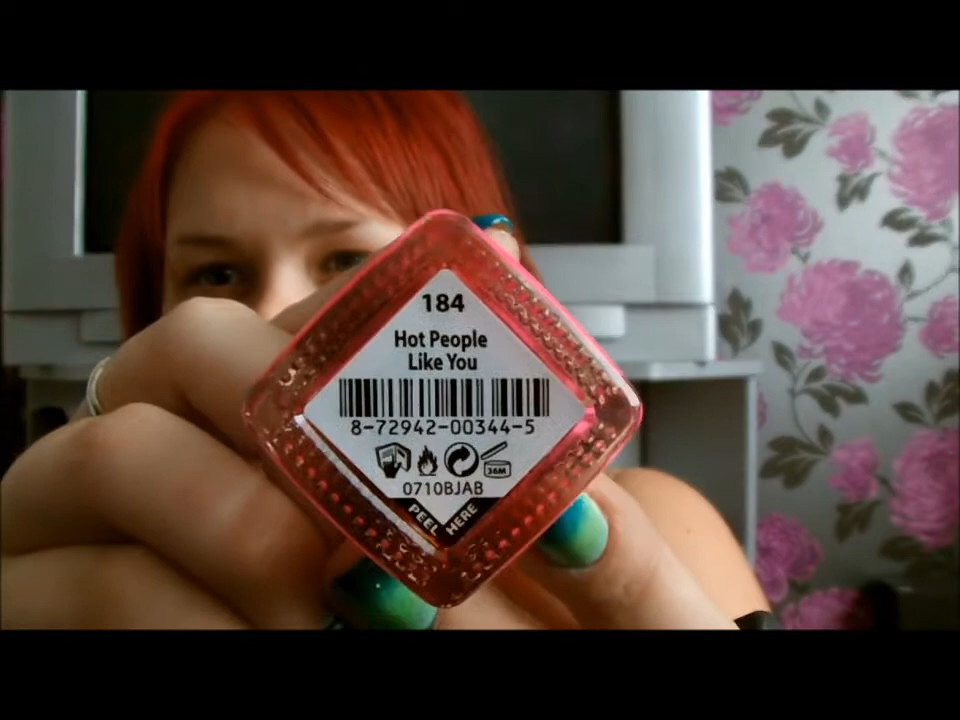 184
Hot People
Like You
8-72942-00344-5
36M
0710BJAB
PEEL HERE